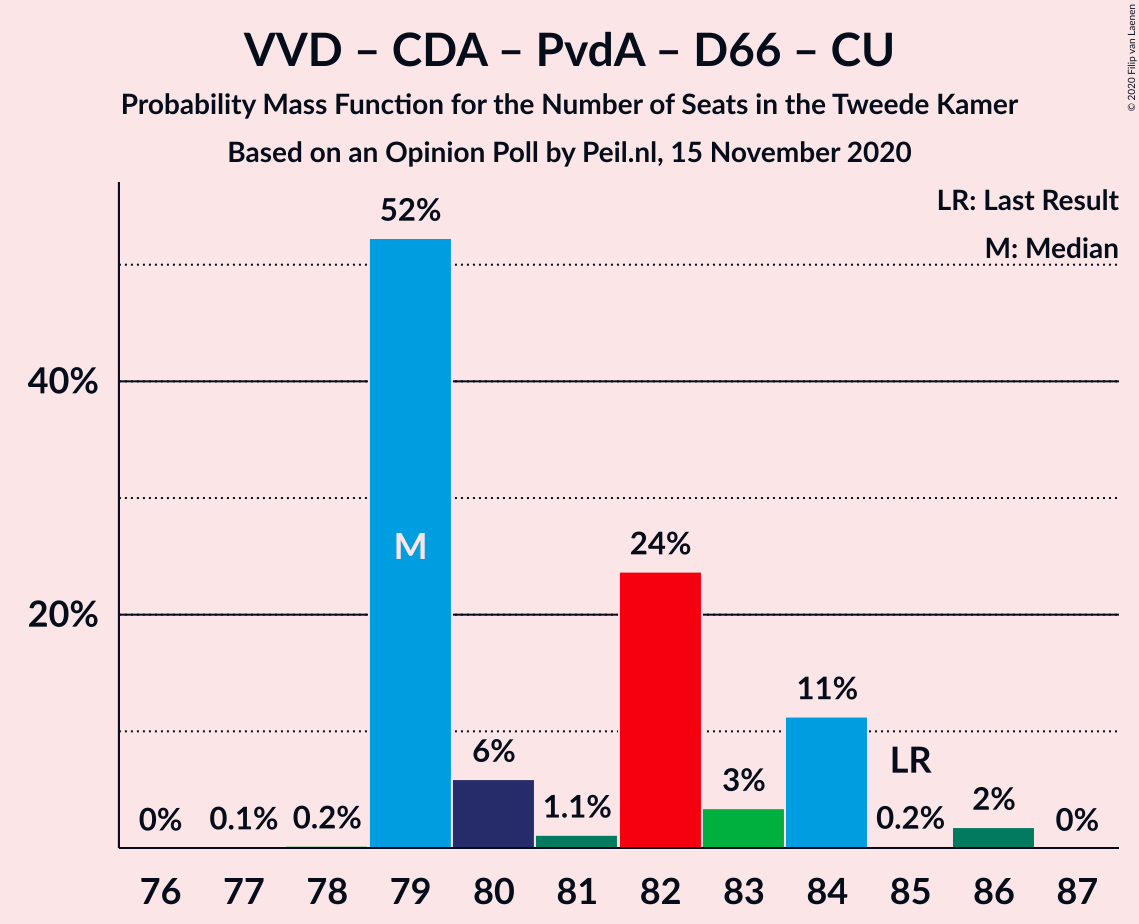 VVD – CDA – PvdA – D66 – CU
Probability Mass Function for the Number of Seats in the Tweede Kamer
Based on an Opinion Poll by Peil.nl, 15 November 2020
© 2020 Filip van Laenen
LR: Last Result
M: Median
52%
40%
M
24%
20%
11%
LR
6%
3%
2%
0%
0.1%
0.2%
1.1%
0.2%
0%
76 77 78 79 80 81 82 83 84 85 86 87